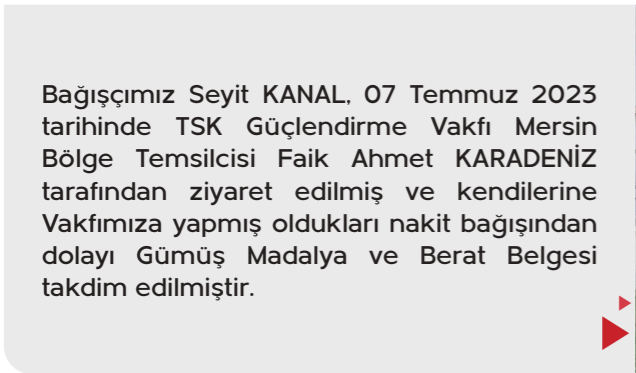 Bağışçımız Seyit KANAL, 07 Temmuz 2023
tarihinde TSK Güçlendirme Vakfı Mersin
Bölge Temsilcisi Faik Ahmet KARADENİZ
tarafından ziyaret edilmiş ve kendilerine
Vakfımıza yapmış oldukları nakit bağışından
dolayı Gümüş Madalya ve Berat Belgesi
takdim edilmiştir.